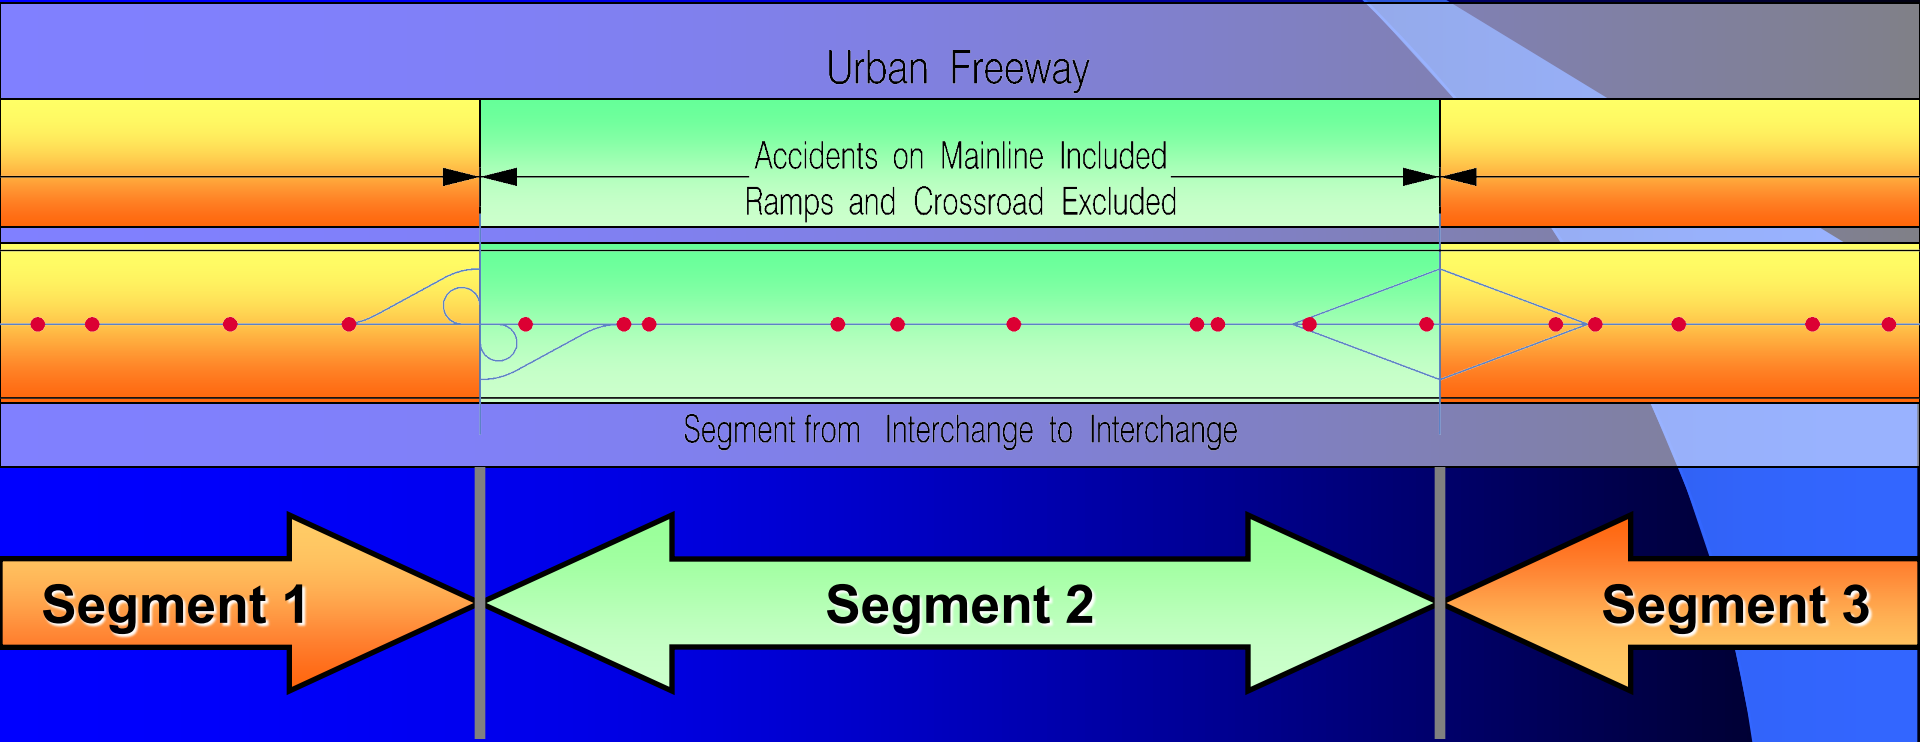 Urban Freeway
Accidents on Mainline Included
Ramps and Crossroad Excluded
Segment from Interchange to Interchange
Segment 1
Segment 2
Segment 3